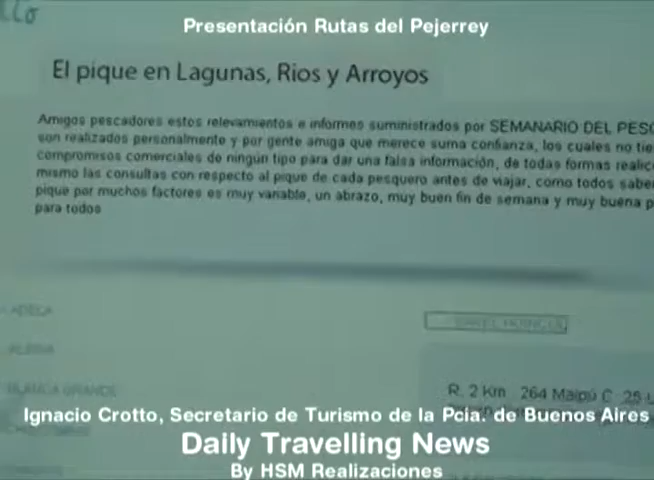 llo
Presentación Rutas del Pejerrey
El pique en Lagunas, Rios y Arroyos
Amigos pescadores estos relevamientos e informes suministrados por SEMANARIO DEL PESC
son realizados personalmente y por gente amiga que merece suma confianza, los cuales no tie
compromisos comerciales de ningún tipo para dar una falsa información, de todas formas realic
mismo las consultas con respecto al pique de cada pesquero antes de viajar, como todos sabe
pique por muchos factores es muy variable, un abrazo, muy buen fin de semana y muy buena p
para todos
BLANCA GRANDE
R. 2 Km 264 Maipú C 25
Ignacio Crotto, Secretario de Turismo de la Pcia. de Buenos Aires
Daily Travelling News
By HSM Realizaciones